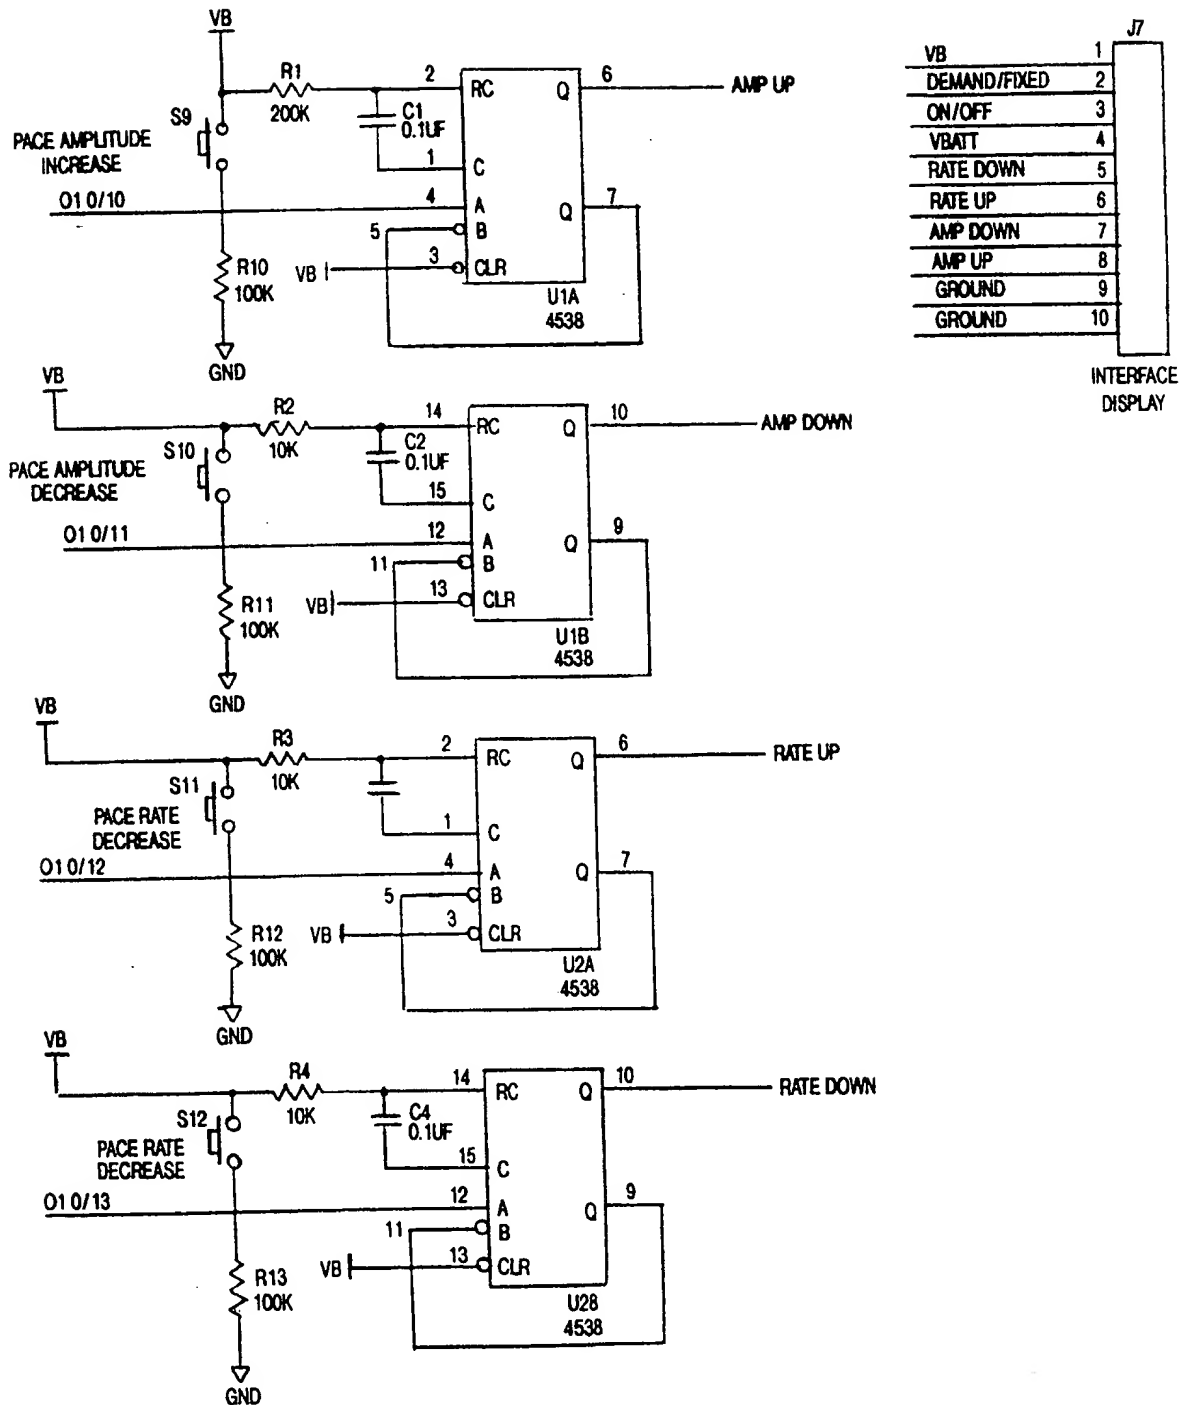 VB
R1
200K
2
RC
Q
6
AMP UP
S9
C1
0.1UF
PACE AMPLITUDE
INCREASE
1
C
O1 0/10
4
A
Q
7
5
B
VB
3
CLR
R10
100K
U1A
4538
GND
J7
VB 1
DEMAND/FIXED 2
ON/OFF 3
VBATT 4
RATE DOWN 5
RATE UP 6
AMP DOWN 7
AMP UP 8
GROUND 9
GROUND 10
INTERFACE
DISPLAY
VB
R2
10K
14
RC
Q
10
AMP DOWN
S10
C2
0.1UF
PACE AMPLITUDE
DECREASE
15
C
O1 0/11
12
A
Q
9
11
B
VB
13
CLR
R11
100K
U1B
4538
GND
VB
R3
10K
2
RC
Q
6
RATE UP
S11
PACE RATE
DECREASE
1
C
O1 0/12
4
A
Q
7
5
B
VB
3
CLR
R12
100K
U2A
4538
GND
VB
R4
10K
14
RC
Q
10
RATE DOWN
S12
C4
0.1UF
PACE RATE
DECREASE
15
C
O1 0/13
12
A
Q
9
11
B
VB
13
CLR
R13
100K
U28
4538
GND